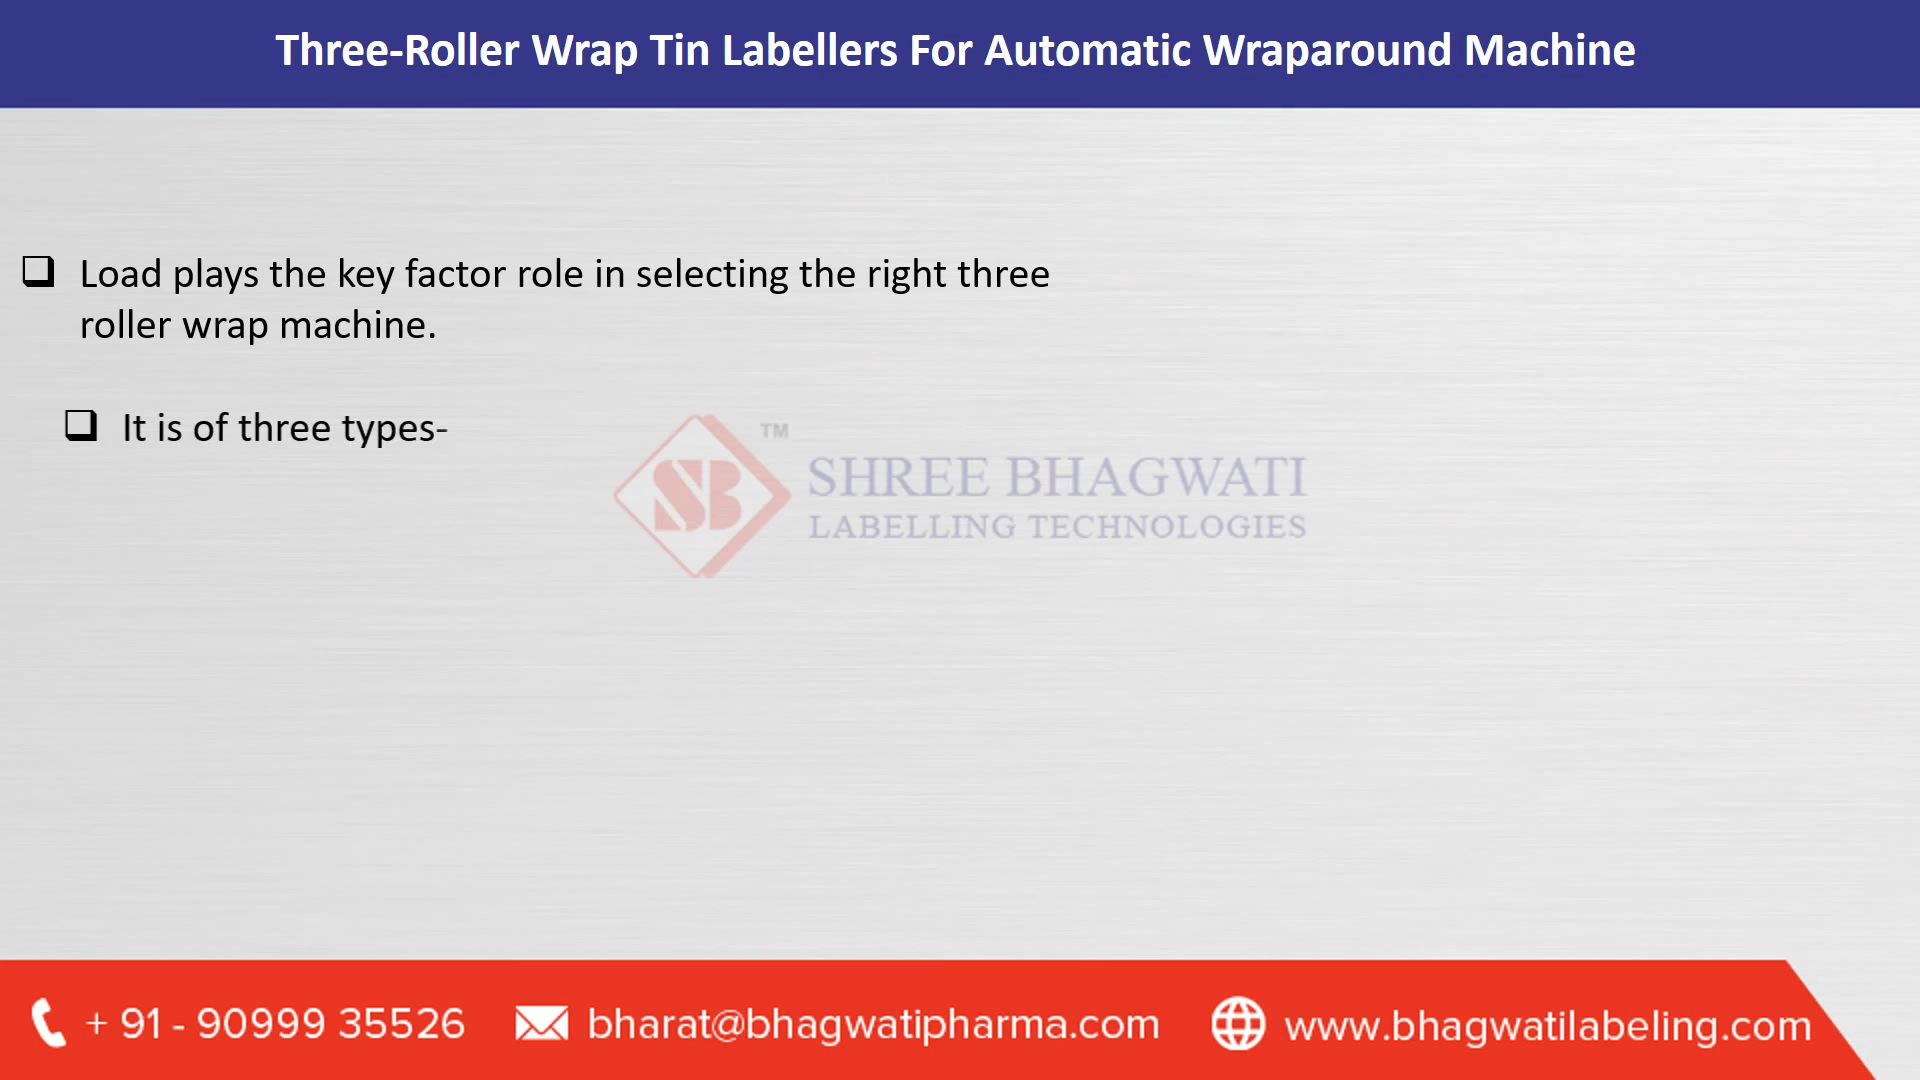 Three-Roller Wrap Tin Labellers For Automatic Wraparound Machine
Load plays the key factor role in selecting the right three
roller wrap machine.
It is of three types-
SB
TM
SHREE BHAGWATI
LABELLING TECHNOLOGIES
+ 91 - 90999 35526
bharat@bhagwatipharma.com
www.bhagwatilabeling.com